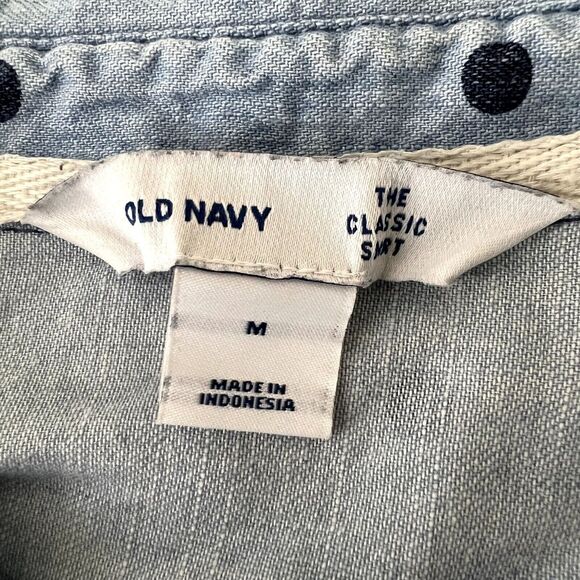 OLD NAVY
THE
CLASSIC
SHIRT
M
MADE IN
INDONESIA